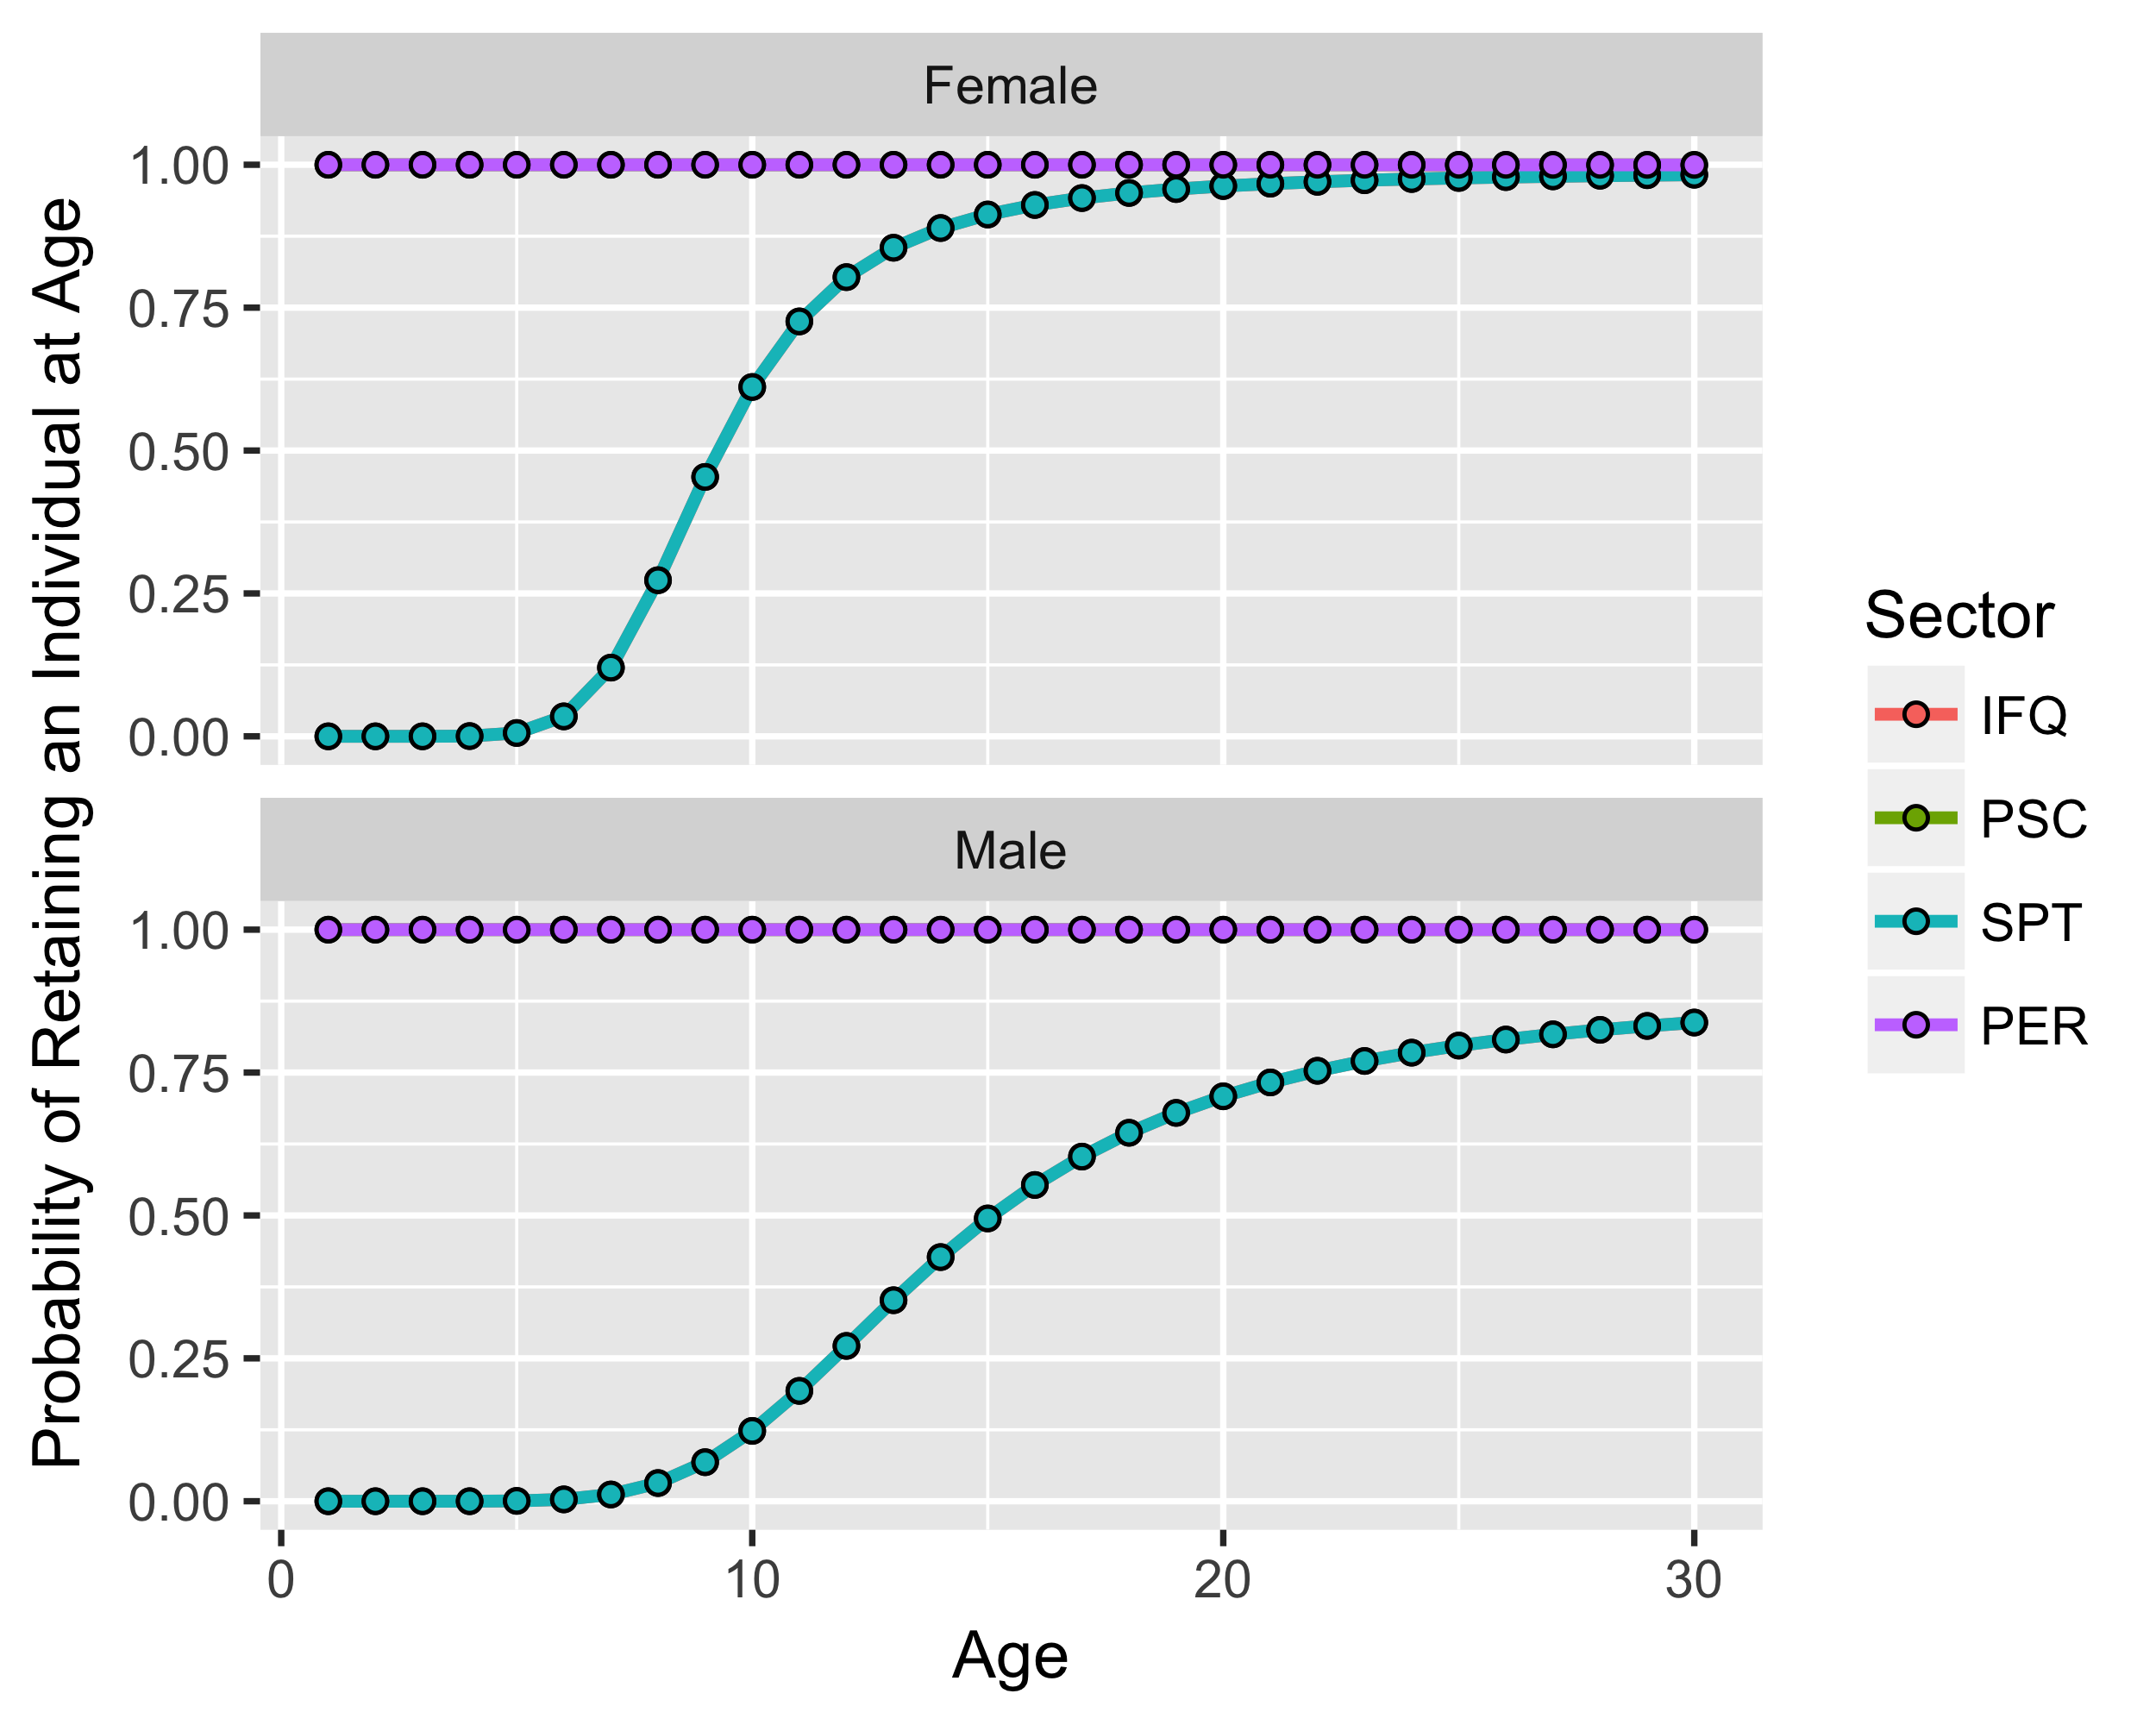 Female
1.00
0.75
0.50
0.25
0.00
Male
1.00
0.75
0.50
0.25
0.00
0 10 20 30
Age
Probability of Retaining an Individual at Age
Sector
IFQ
PSC
SPT
PER